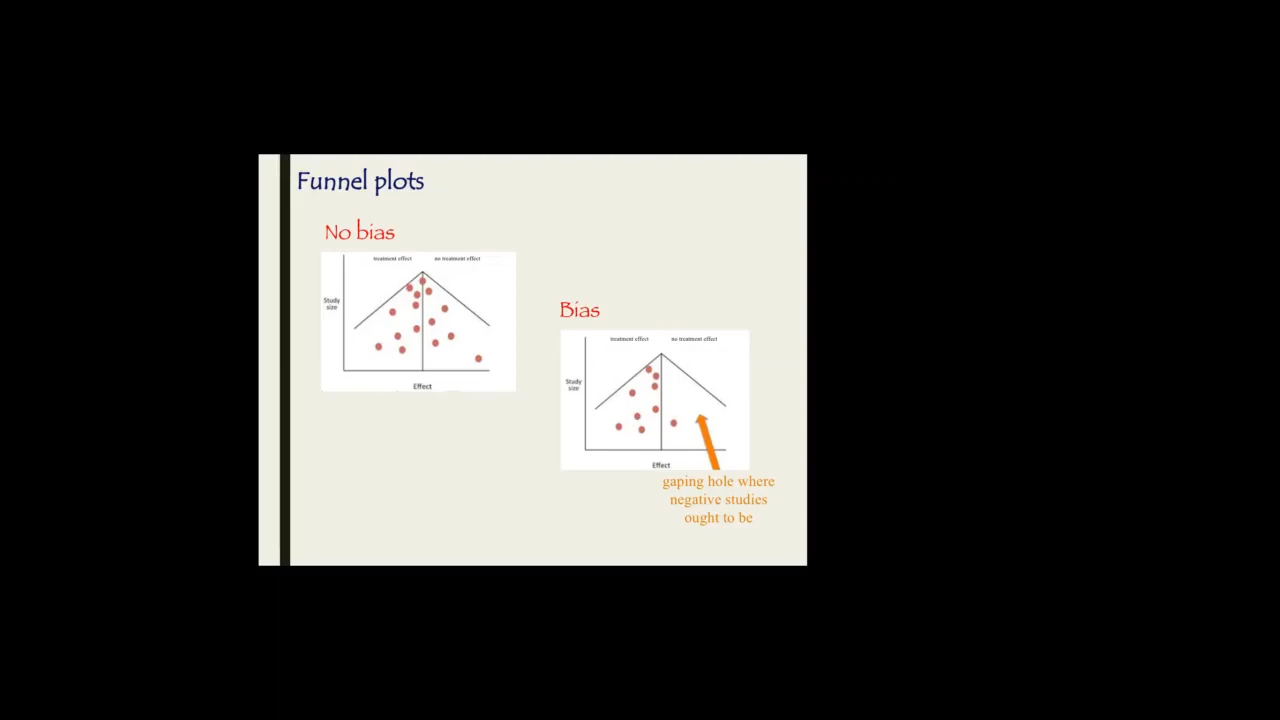 Funnel plots
No bias
treatment effect
no treatment effect
Study
size
Effect
Bias
treatment effect
no treatment effect
Study
size
Effect
gaping hole where
negative studies
ought to be